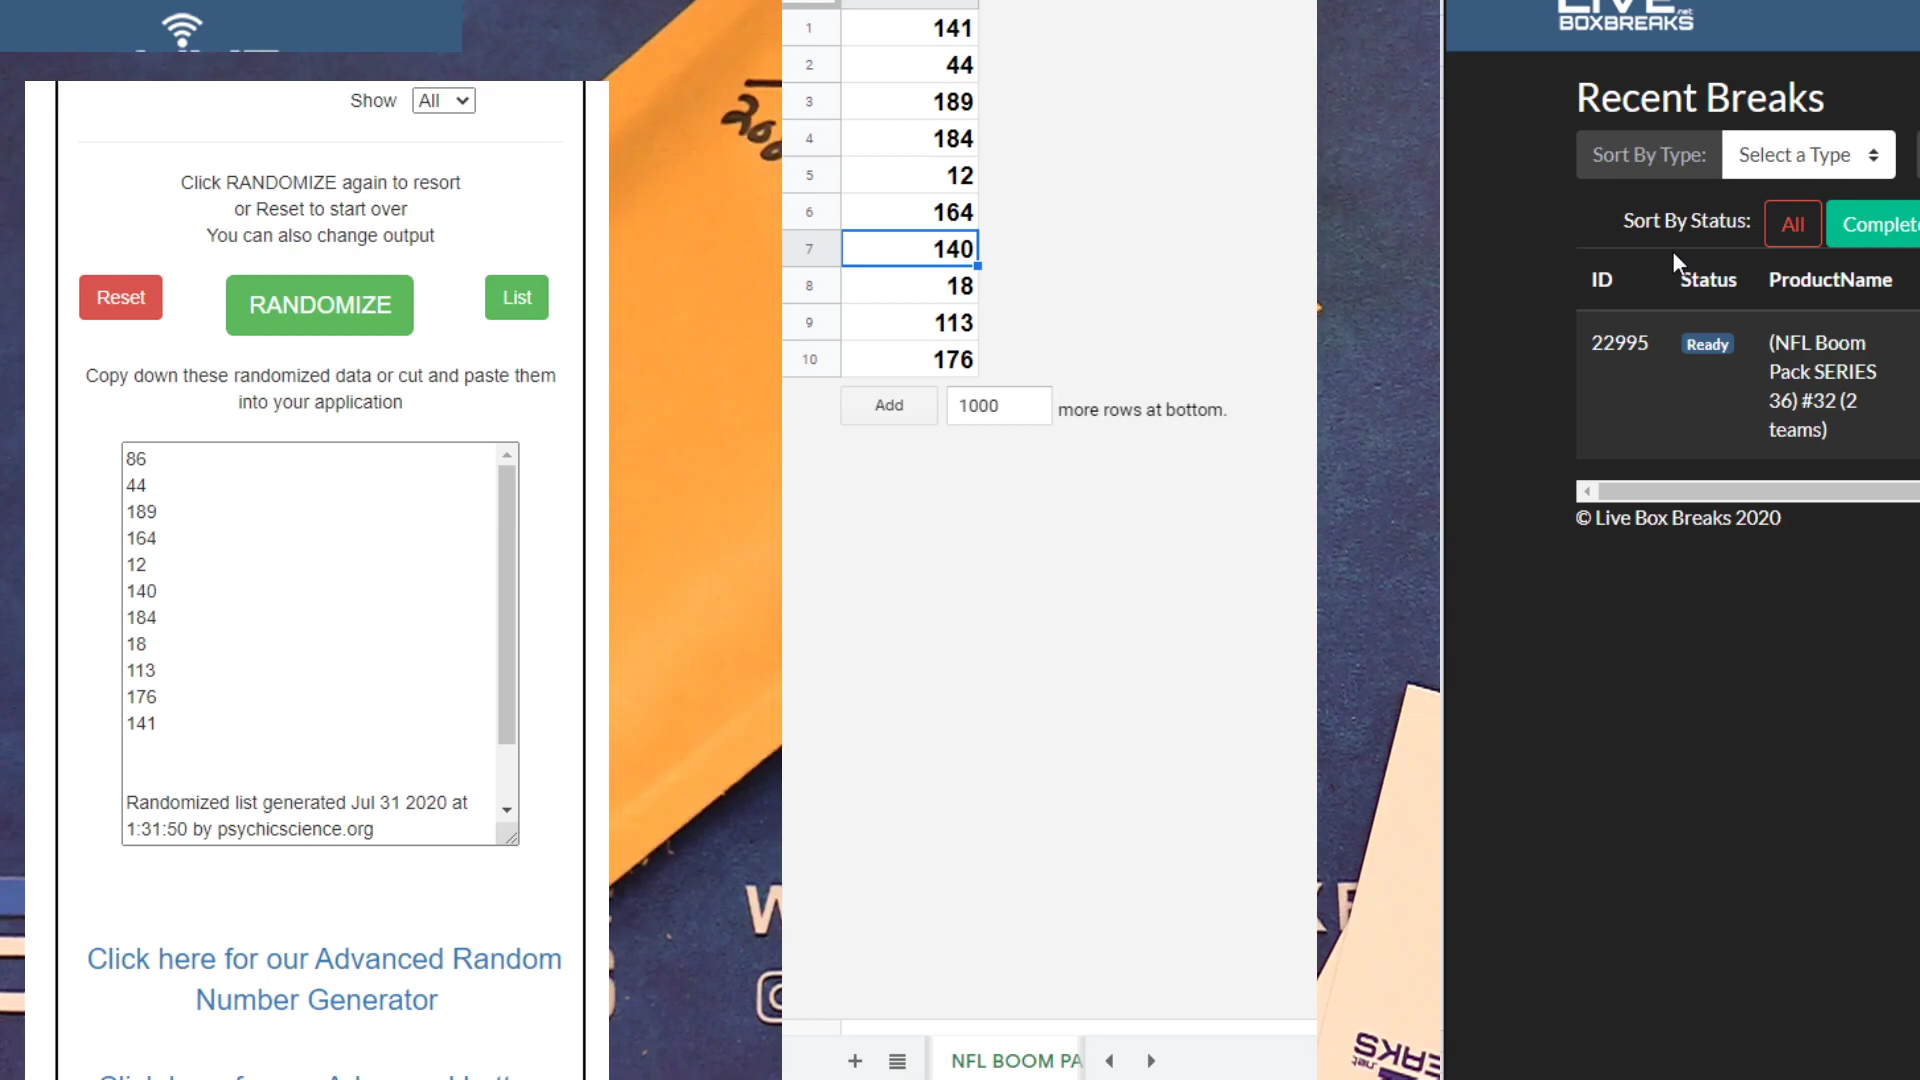 Show All
Click RANDOMIZE again to resort
or Reset to start over
You can also change output
Reset
RANDOMIZE
List
Copy down these randomized data or cut and paste them
into your application
86
44
189
164
12
140
184
18
113
176
141
Randomized list generated Jul 31 2020 at
1:31:50 by psychicscience.org
Click here for our Advanced Random
Number Generator
1 141
2 44
3 189
4 184
5 12
6 164
7 140
8 18
9 113
10 176
Add 1000 more rows at bottom.
+ NFL BOOM PA
LIVE.net
BOXBREAKS
Recent Breaks
Sort By Type: Select a Type
Sort By Status: All Complete
ID Status ProductName
22995 Ready (NFL Boom
Pack SERIES
36) #32 (2
teams)
© Live Box Breaks 2020